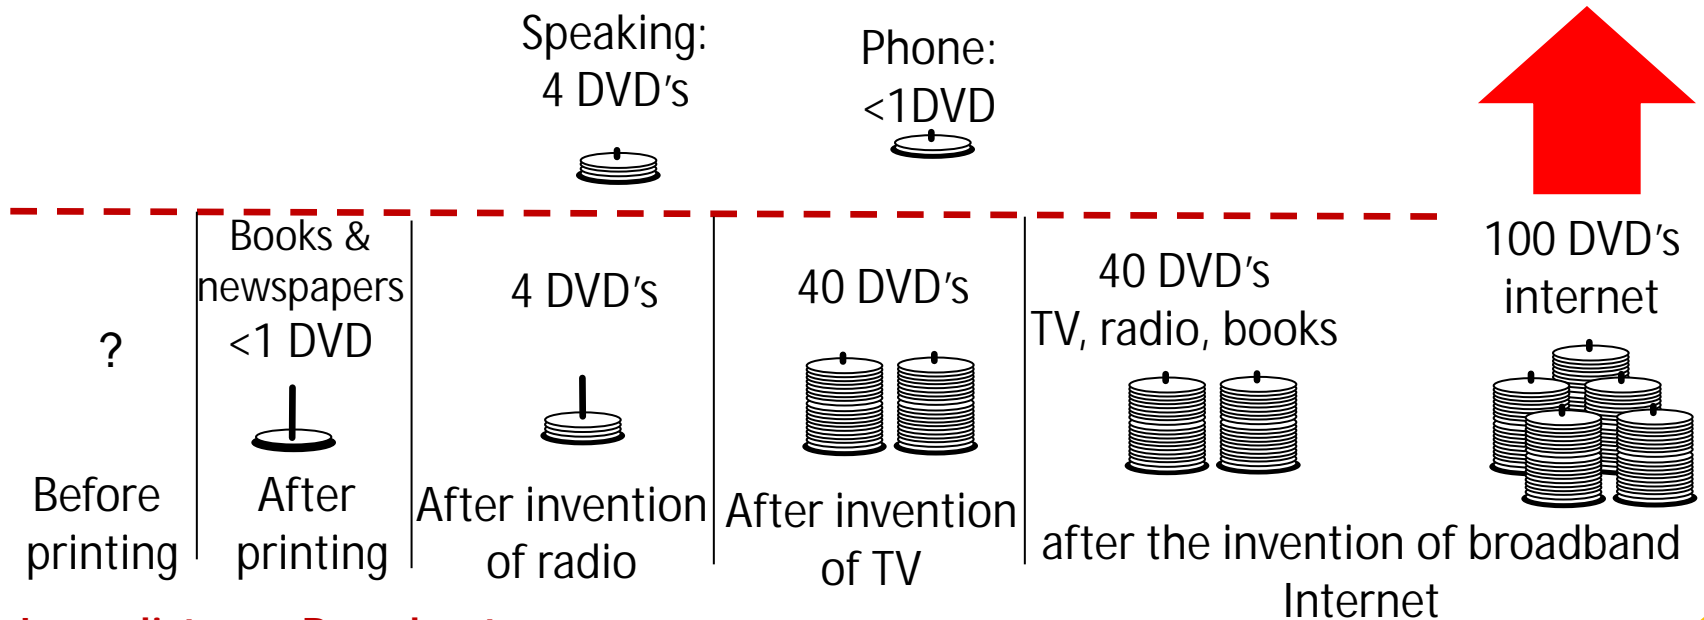 Speaking:
4 DVD's
Phone:
<1DVD
?
Before
printing
Books &
newspapers
<1 DVD
After
printing
4 DVD's
After invention
of radio
40 DVD's
After invention
of TV
40 DVD's
TV, radio, books
100 DVD's
internet
after the invention of broadband
Internet